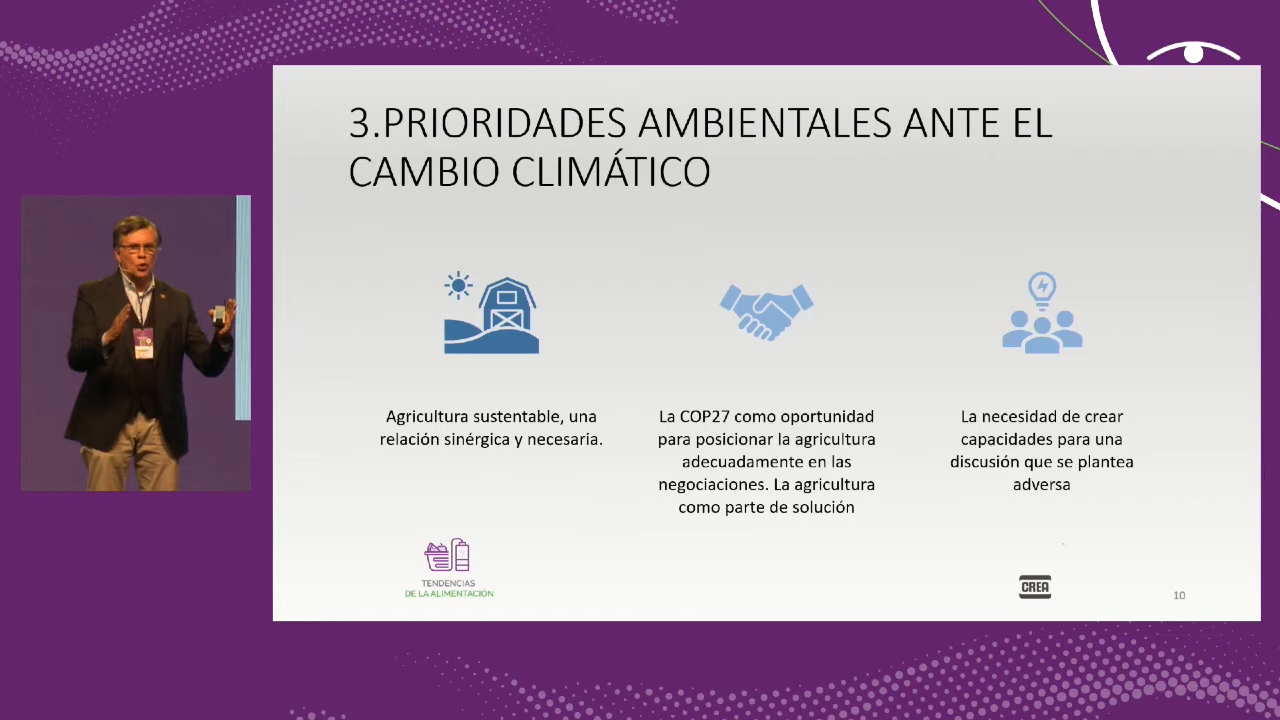 3.PRIORIDADES AMBIENTALES ANTE EL
CAMBIO CLIMÁTICO
Agricultura sustentable, una
relación sinérgica y necesaria.
La COP27 como oportunidad
para posicionar la agricultura
adecuadamente en las
negociaciones. La agricultura
como parte de solución
La necesidad de crear
capacidades para una
discusión que se plantea
adversa
TENDENCIAS
DE LA ALIMENTACIÓN
CREA
10